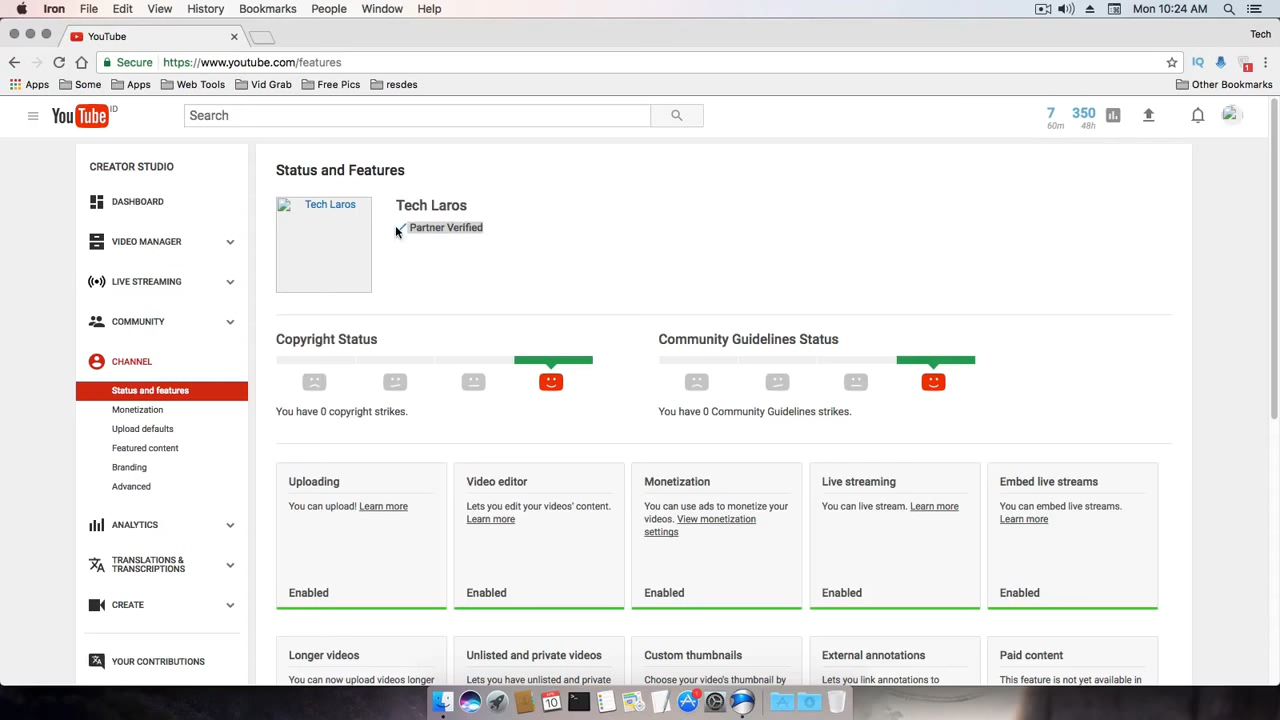 Iron File Edit View History Bookmarks People Window Help Mon 10:24 AM
YouTube Tech
Secure https://www.youtube.com/features IQ 1
Apps Some Apps Web Tools Vid Grab Free Pics resdes Other Bookmarks
YouTube ID Search 7 60m 350 48h
CREATOR STUDIO
DASHBOARD
VIDEO MANAGER
LIVE STREAMING
COMMUNITY
CHANNEL
Status and features
Monetization
Upload defaults
Featured content
Branding
Advanced
ANALYTICS
TRANSLATIONS &
TRANSCRIPTIONS
CREATE
YOUR CONTRIBUTIONS
Status and Features
Tech Laros
Tech Laros
Partner Verified
Copyright Status
You have 0 copyright strikes.
Community Guidelines Status
You have 0 Community Guidelines strikes.
Uploading
You can upload! Learn more
Enabled
Video editor
Lets you edit your videos' content.
Learn more
Enabled
Monetization
You can use ads to monetize your
videos. View monetization
settings
Enabled
Live streaming
You can live stream. Learn more
Enabled
Embed live streams
You can embed live streams.
Learn more
Enabled
Longer videos
You can now upload videos longer
Unlisted and private videos
Lets you have unlisted and private
Custom thumbnails
Choose your video's thumbnail by
External annotations
Lets you link annotations to
Paid content
This feature is not yet available in
10